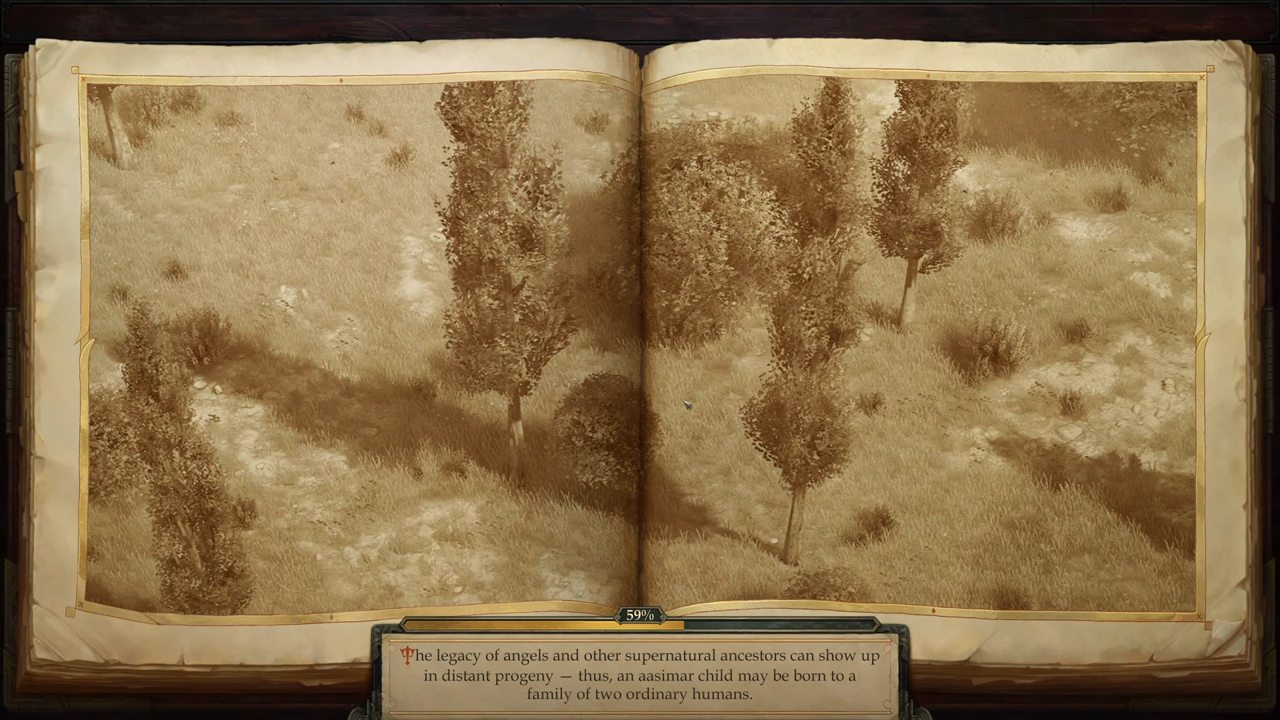 59%
The legacy of angels and other supernatural ancestors can show up
in distant progeny — thus, an aasimar child may be born to a
family of two ordinary humans.